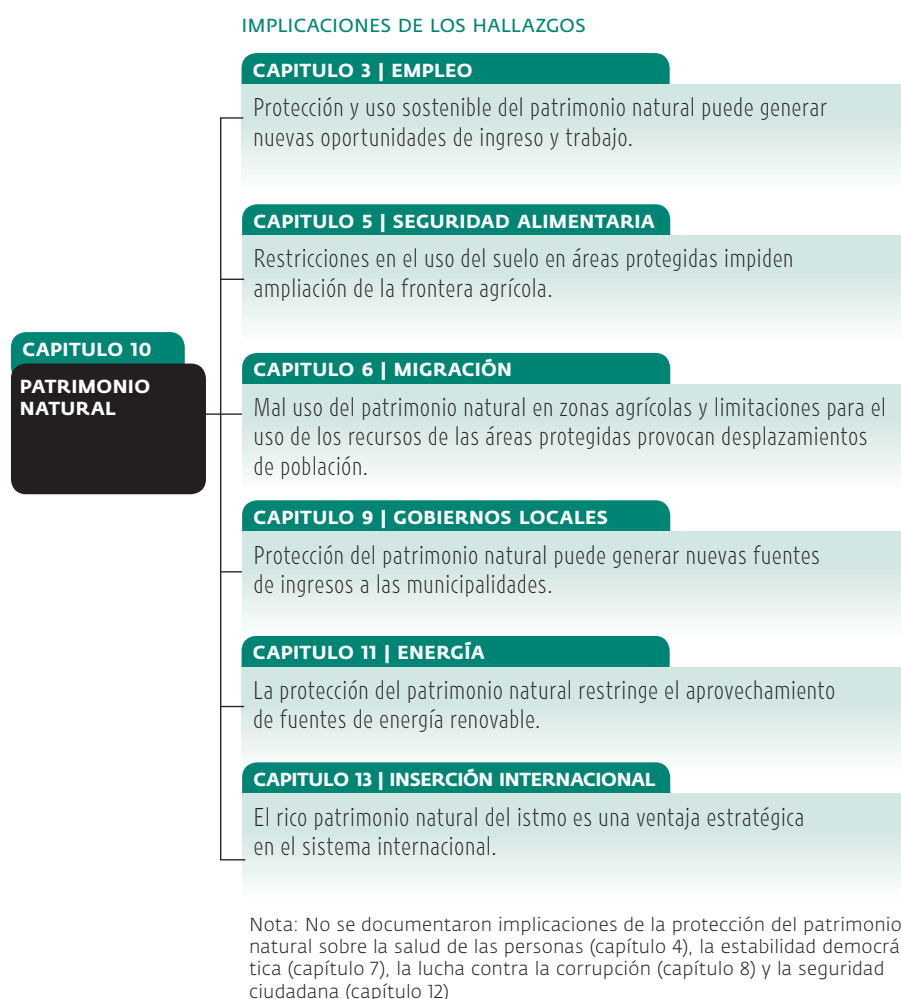 IMPLICACIONES DE LOS HALLAZGOS
CAPITULO 3 | EMPLEO
Protección y uso sostenible del patrimonio natural puede generar
nuevas oportunidades de ingreso y trabajo.
CAPITULO 5 | SEGURIDAD ALIMENTARIA
Restricciones en el uso del suelo en áreas protegidas impiden
ampliación de la frontera agrícola.
CAPITULO 10
PATRIMONIO
NATURAL
CAPITULO 6 | MIGRACIÓN
Mal uso del patrimonio natural en zonas agrícolas y limitaciones para el
uso de los recursos de las áreas protegidas provocan desplazamientos
de población.
CAPITULO 9 | GOBIERNOS LOCALES
Protección del patrimonio natural puede generar nuevas fuentes
de ingresos a las municipalidades.
CAPITULO 11 | ENERGÍA
La protección del patrimonio natural restringe el aprovechamiento
de fuentes de energía renovable.
CAPITULO 13 | INSERCIÓN INTERNACIONAL
El rico patrimonio natural del istmo es una ventaja estratégica
en el sistema internacional.
Nota: No se documentaron implicaciones de la protección del patrimonio
natural sobre la salud de las personas (capítulo 4), la estabilidad democrá
tica (capítulo 7), la lucha contra la corrupción (capítulo 8) y la seguridad
ciudadana (capítulo 12)